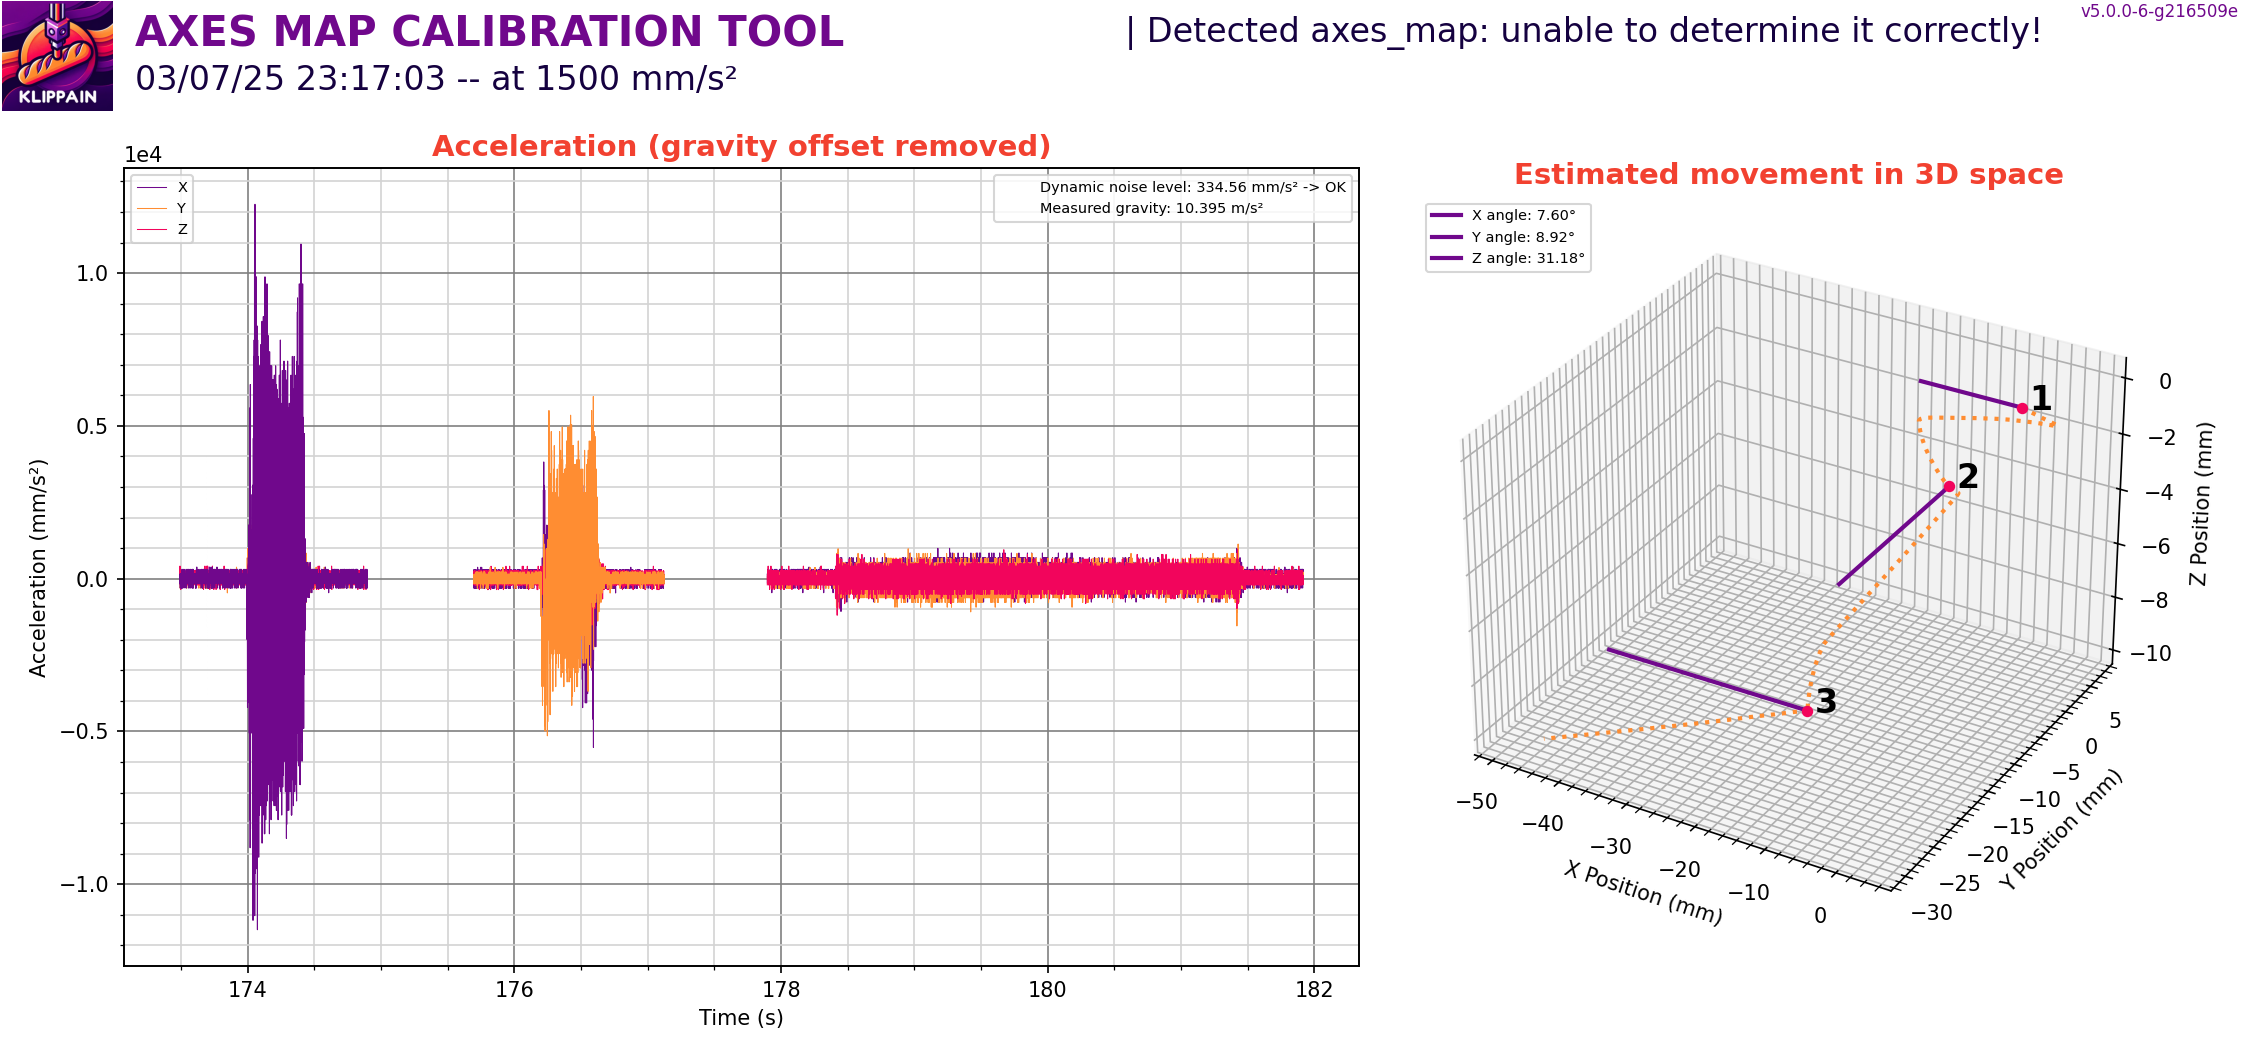 AXES MAP CALIBRATION TOOL
| Detected axes_map: unable to determine it correctly!
v5.0.0-6-g216509e
03/07/25 23:17:03 -- at 1500 mm/s²
KLIPPAIN
Acceleration (gravity offset removed)
1e4
X
Y
Z
Dynamic noise level: 334.56 mm/s² -> OK
Measured gravity: 10.395 m/s²
1.0
0.5
0.0
−0.5
−1.0
Acceleration (mm/s²)
174 176 178 180 182
Time (s)
Estimated movement in 3D space
X angle: 7.60°
Y angle: 8.92°
Z angle: 31.18°
1
2
3
0
−2
−4
−6
−8
−10
Z Position (mm)
5
0
−5
−10
−15
−20
−25
−30
Y Position (mm)
−50
−40
−30
−20
−10
0
X Position (mm)